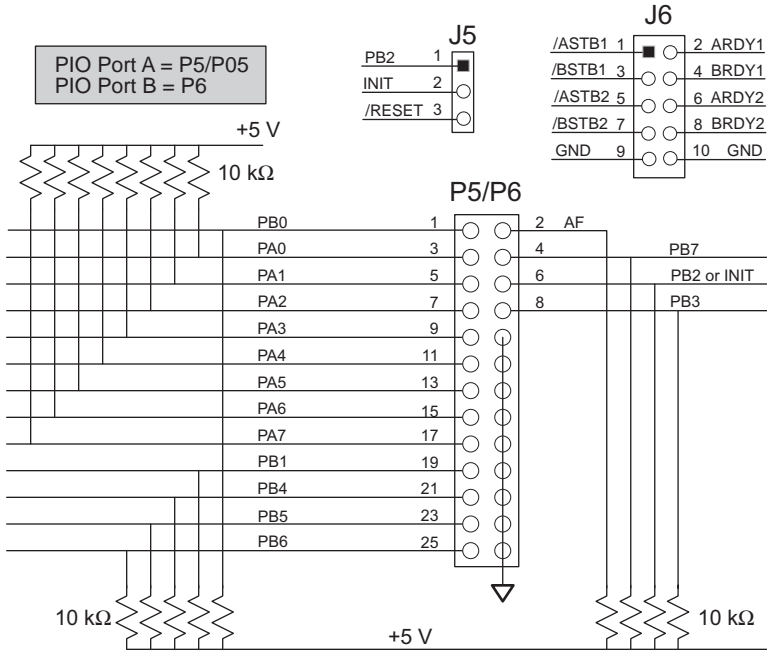 J5
J6
PIO Port A = P5/P05
PIO Port B = P6
PB2 1
INIT 2
/RESET 3
/ASTB1 1 2 ARDY1
/BSTB1 3 4 BRDY1
/ASTB2 5 6 ARDY2
/BSTB2 7 8 BRDY2
GND 9 10 GND
+5 V
10 kΩ
P5/P6
PB0 1 2 AF
PA0 3 4 PB7
PA1 5 6 PB2 or INIT
PA2 7 8 PB3
PA3 9
PA4 11
PA5 13
PA6 15
PA7 17
PB1 19
PB4 21
PB5 23
PB6 25
10 kΩ 10 kΩ
+5 V